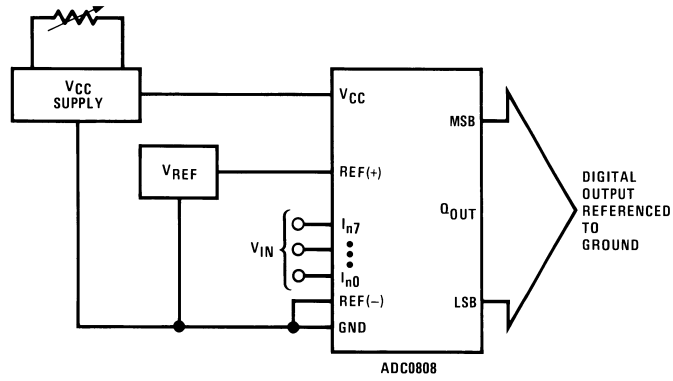 VCC
SUPPLY
VCC
MSB
VREF
REF(+)
DIGITAL
OUTPUT
REFERENCED
TO
GROUND
QOUT
VIN
In7
In0
REF(−)
LSB
GND
ADC0808